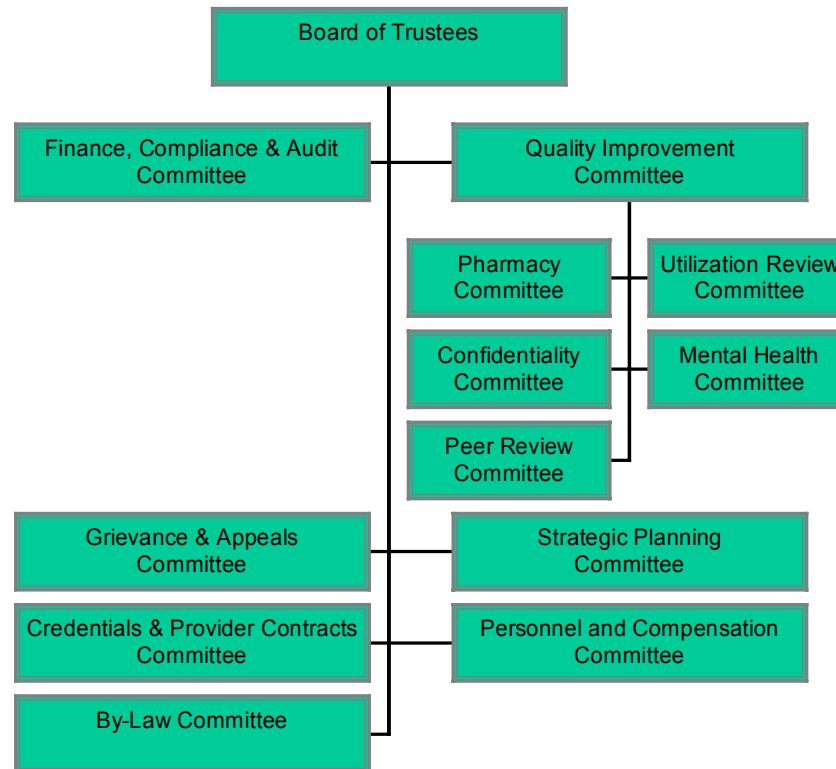 Board of Trustees
Finance, Compliance & Audit
Committee
Quality Improvement
Committee
Pharmacy
Committee
Utilization Review
Committee
Confidentiality
Committee
Mental Health
Committee
Peer Review
Committee
Grievance & Appeals
Committee
Strategic Planning
Committee
Credentials & Provider Contracts
Committee
Personnel and Compensation
Committee
By-Law Committee